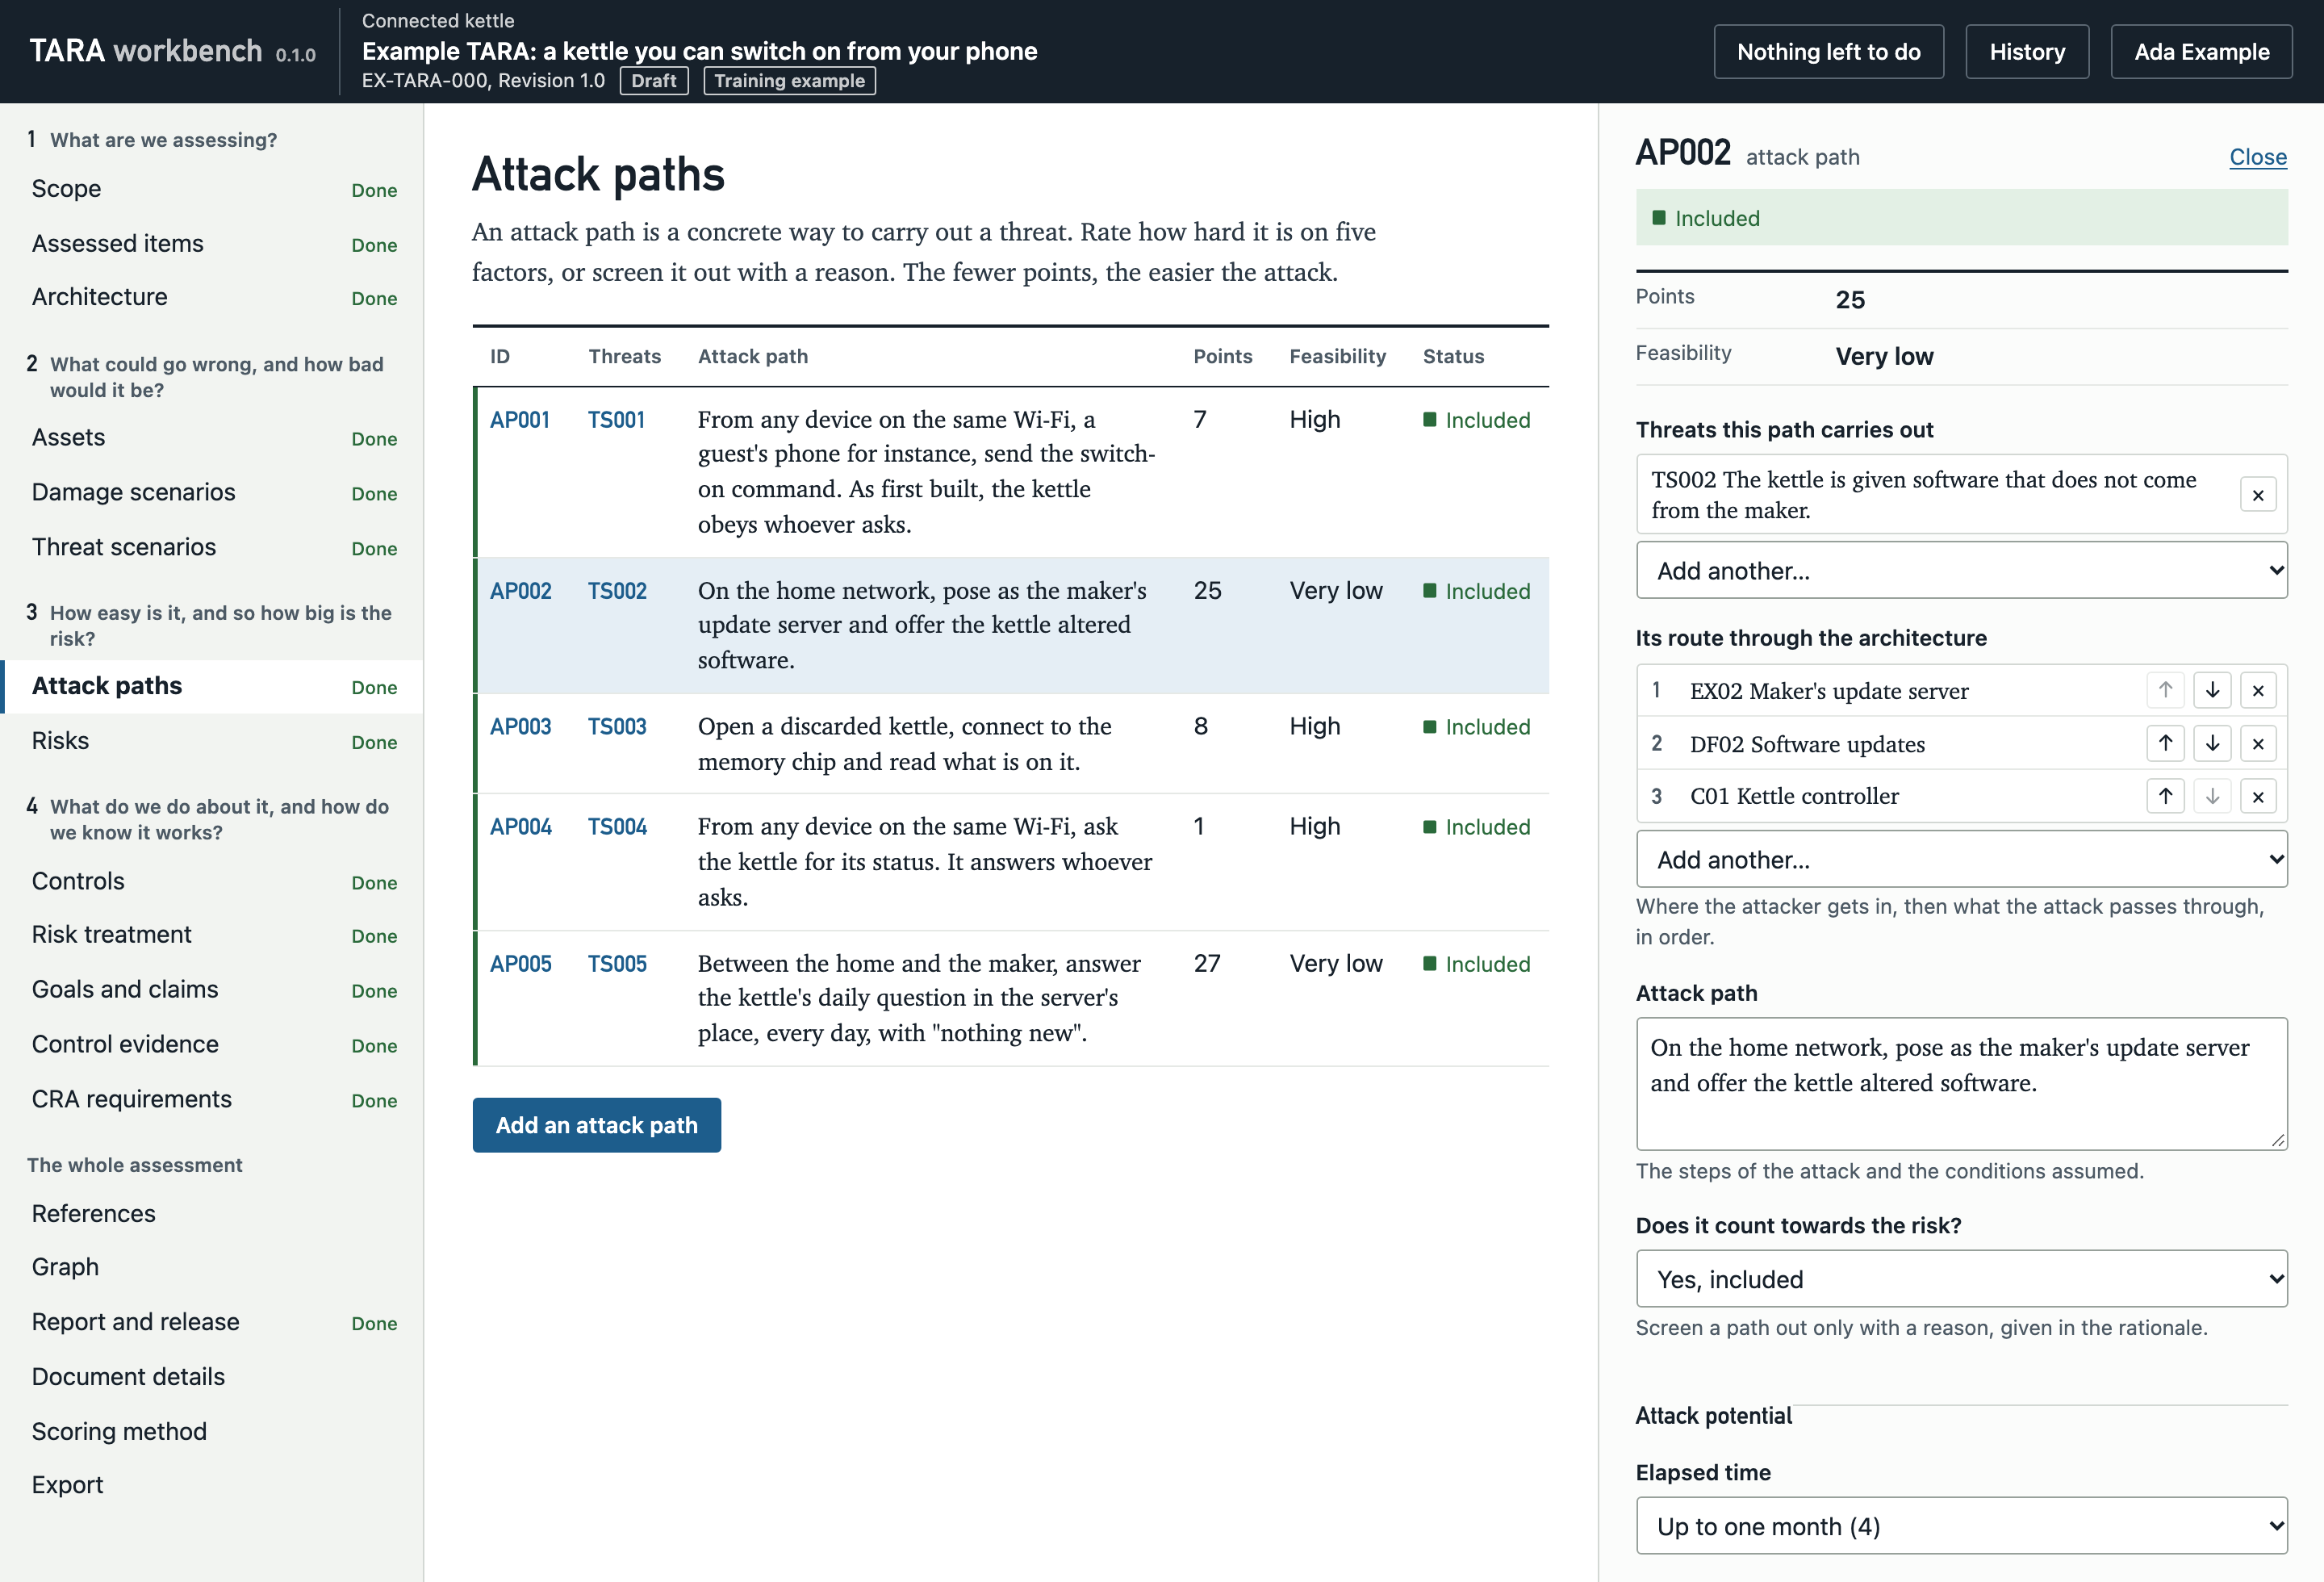 TARA workbench 0.1.0
Connected kettle
Example TARA: a kettle you can switch on from your phone
EX-TARA-000, Revision 1.0 Draft Training example
Nothing left to do
History
Ada Example
1 What are we assessing?
Scope Done
Assessed items Done
Architecture Done
2 What could go wrong, and how bad
would it be?
Assets Done
Damage scenarios Done
Threat scenarios Done
3 How easy is it, and so how big is the
risk?
Attack paths Done
Risks Done
4 What do we do about it, and how do
we know it works?
Controls Done
Risk treatment Done
Goals and claims Done
Control evidence Done
CRA requirements Done
The whole assessment
References
Graph
Report and release Done
Document details
Scoring method
Export
Attack paths
An attack path is a concrete way to carry out a threat. Rate how hard it is on five
factors, or screen it out with a reason. The fewer points, the easier the attack.
ID Threats Attack path Points Feasibility Status
AP001 TS001 From any device on the same Wi-Fi, a 7 High Included
guest's phone for instance, send the switch-
on command. As first built, the kettle
obeys whoever asks.
AP002 TS002 On the home network, pose as the maker's 25 Very low Included
update server and offer the kettle altered
software.
AP003 TS003 Open a discarded kettle, connect to the 8 High Included
memory chip and read what is on it.
AP004 TS004 From any device on the same Wi-Fi, ask 1 High Included
the kettle for its status. It answers whoever
asks.
AP005 TS005 Between the home and the maker, answer 27 Very low Included
the kettle's daily question in the server's
place, every day, with "nothing new".
Add an attack path
AP002 attack path Close
Included
Points 25
Feasibility Very low
Threats this path carries out
TS002 The kettle is given software that does not come
from the maker.
Add another...
Its route through the architecture
1 EX02 Maker's update server
2 DF02 Software updates
3 C01 Kettle controller
Add another...
Where the attacker gets in, then what the attack passes through,
in order.
Attack path
On the home network, pose as the maker's update server
and offer the kettle altered software.
The steps of the attack and the conditions assumed.
Does it count towards the risk?
Yes, included
Screen a path out only with a reason, given in the rationale.
Attack potential
Elapsed time
Up to one month (4)